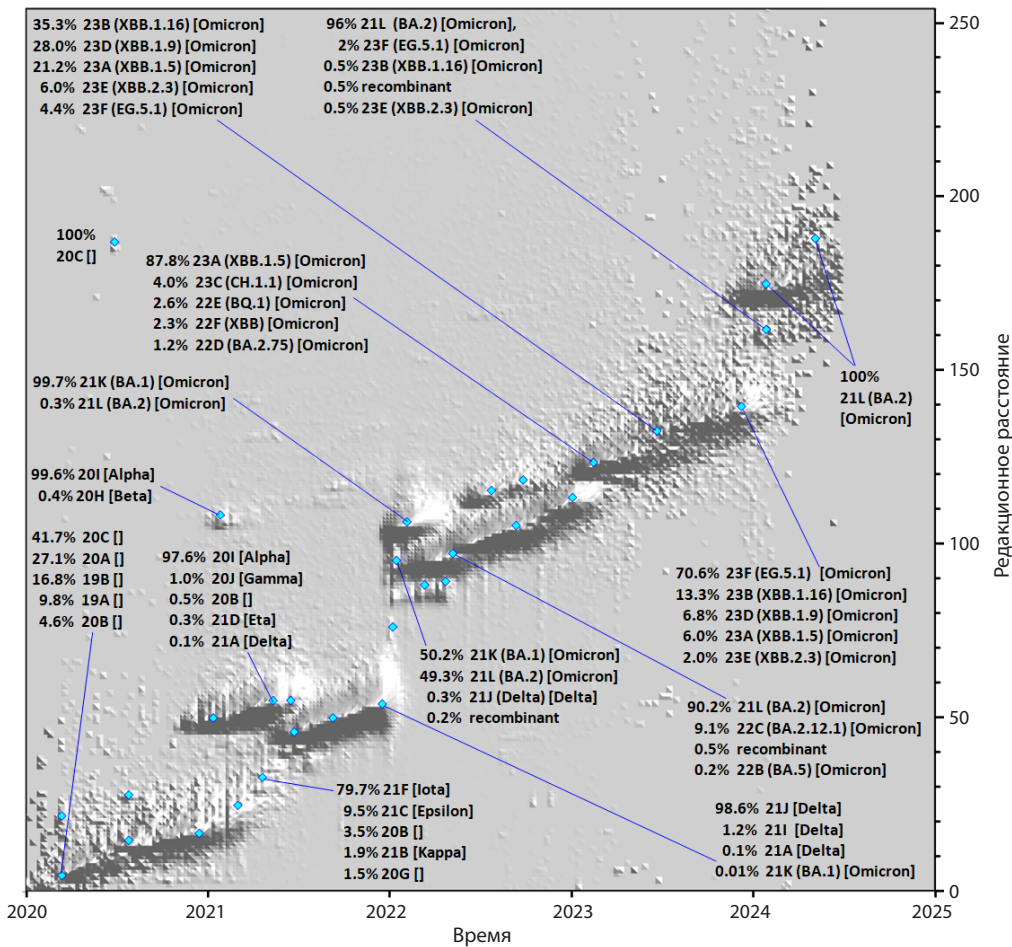 35.3% 23B (XBB.1.16) [Omicron]
28.0% 23D (XBB.1.9) [Omicron]
21.2% 23A (XBB.1.5) [Omicron]
6.0% 23E (XBB.2.3) [Omicron]
4.4% 23F (EG.5.1) [Omicron]
96% 21L (BA.2) [Omicron],
2% 23F (EG.5.1) [Omicron]
0.5% 23B (XBB.1.16) [Omicron]
0.5% recombinant
0.5% 23E (XBB.2.3) [Omicron]
100%
20C []
87.8% 23A (XBB.1.5) [Omicron]
4.0% 23C (CH.1.1) [Omicron]
2.6% 22E (BQ.1) [Omicron]
2.3% 22F (XBB) [Omicron]
1.2% 22D (BA.2.75) [Omicron]
99.7% 21K (BA.1) [Omicron]
0.3% 21L (BA.2) [Omicron]
100%
21L (BA.2)
[Omicron]
99.6% 20I [Alpha]
0.4% 20H [Beta]
41.7% 20C []
27.1% 20A []
16.8% 19B []
9.8% 19A []
4.6% 20B []
97.6% 20I [Alpha]
1.0% 20J [Gamma]
0.5% 20B []
0.3% 21D [Eta]
0.1% 21A [Delta]
70.6% 23F (EG.5.1) [Omicron]
13.3% 23B (XBB.1.16) [Omicron]
6.8% 23D (XBB.1.9) [Omicron]
6.0% 23A (XBB.1.5) [Omicron]
2.0% 23E (XBB.2.3) [Omicron]
50.2% 21K (BA.1) [Omicron]
49.3% 21L (BA.2) [Omicron]
0.3% 21J (Delta) [Delta]
0.2% recombinant
90.2% 21L (BA.2) [Omicron]
9.1% 22C (BA.2.12.1) [Omicron]
0.5% recombinant
0.2% 22B (BA.5) [Omicron]
79.7% 21F [Iota]
9.5% 21C [Epsilon]
3.5% 20B []
1.9% 21B [Kappa]
1.5% 20G []
98.6% 21J [Delta]
1.2% 21I [Delta]
0.1% 21A [Delta]
0.01% 21K (BA.1) [Omicron]
250
200
150
100
50
0
Редакционное расстояние
2020 2021 2022 2023 2024 2025
Время